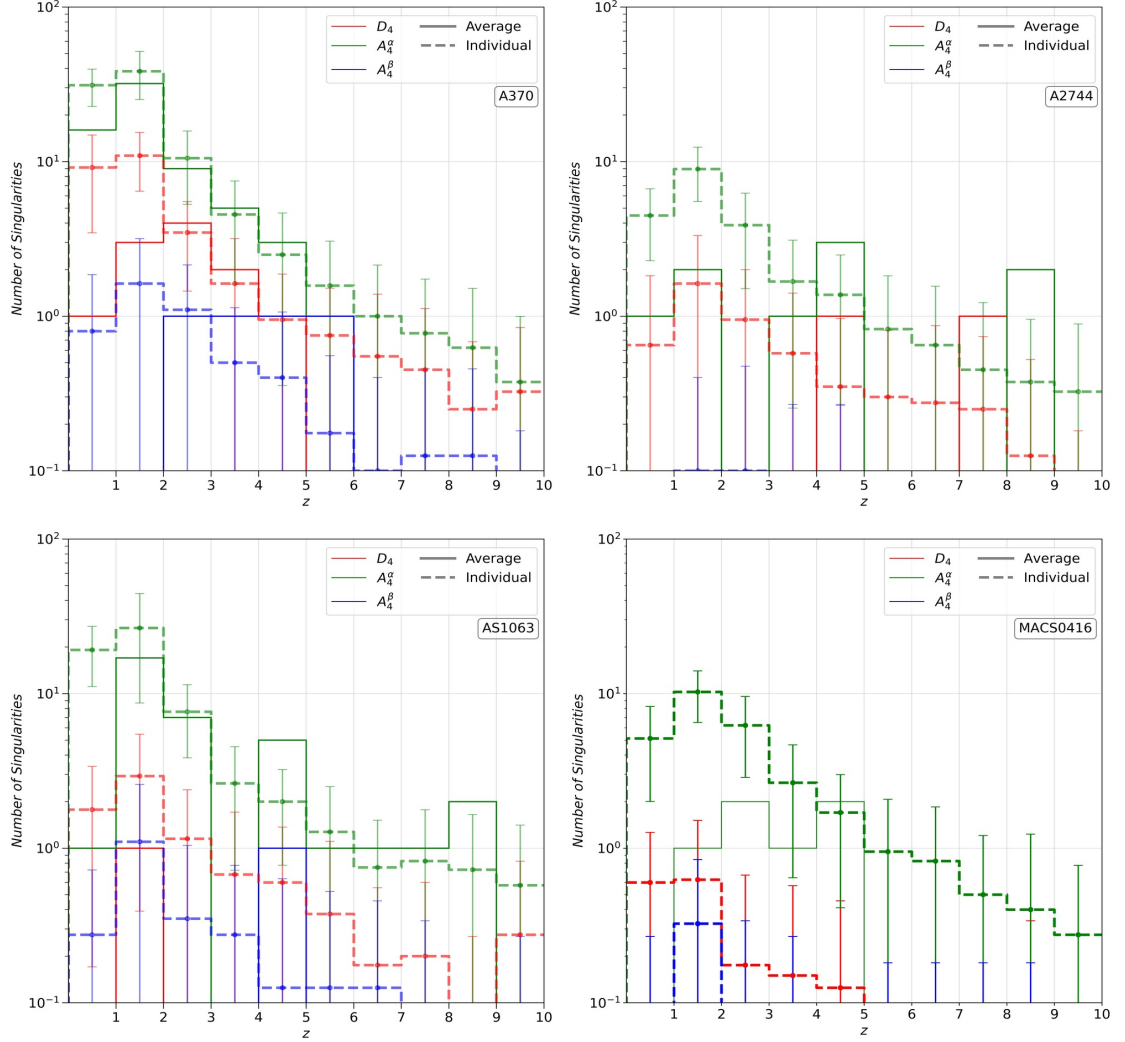 10²
10¹
10⁰
10⁻¹
Number of Singularities
D₄ Average
A₄^α Individual
A₄^β
A370
1 2 3 4 5 6 7 8 9 10
z
10²
10¹
10⁰
10⁻¹
Number of Singularities
D₄ Average
A₄^α Individual
A₄^β
A2744
1 2 3 4 5 6 7 8 9 10
z
10²
10¹
10⁰
10⁻¹
Number of Singularities
D₄ Average
A₄^α Individual
A₄^β
AS1063
1 2 3 4 5 6 7 8 9 10
z
10²
10¹
10⁰
10⁻¹
Number of Singularities
D₄ Average
A₄^α Individual
A₄^β
MACS0416
1 2 3 4 5 6 7 8 9 10
z